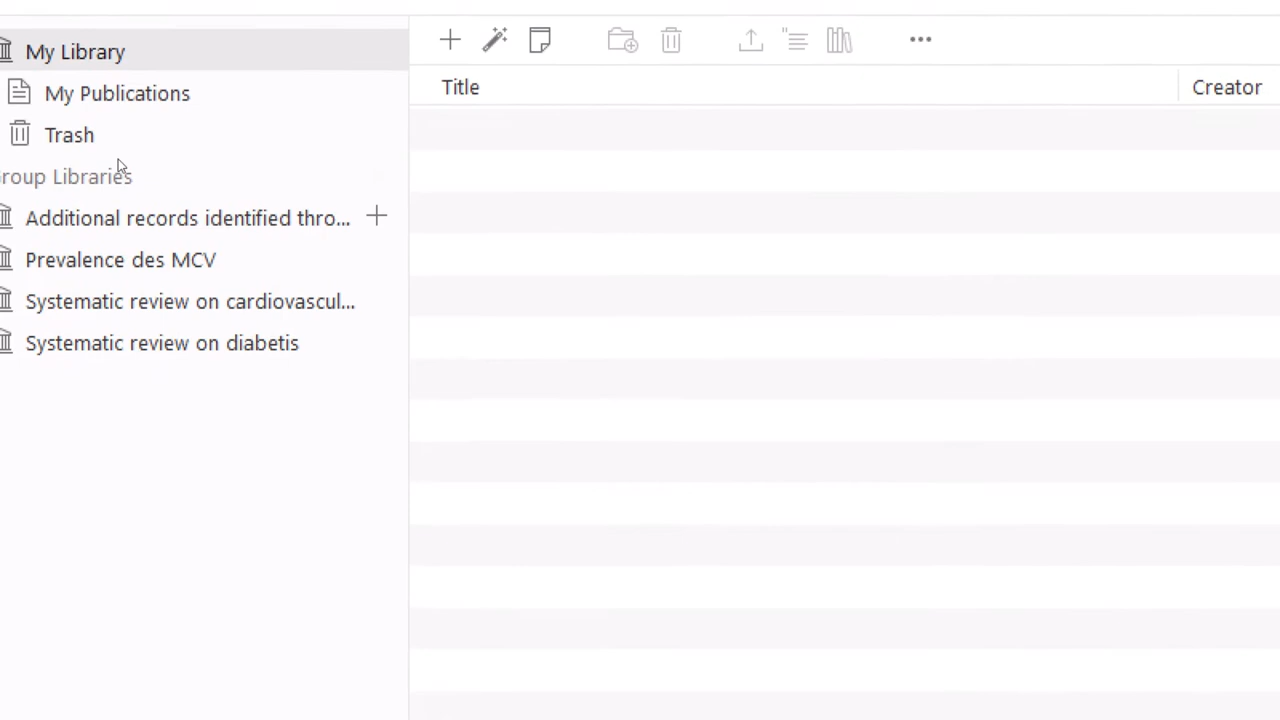 My Library
My Publications
Trash
roup Libraries
Additional records identified thro...
Prevalence des MCV
Systematic review on cardiovascul...
Systematic review on diabetis
Title
Creator